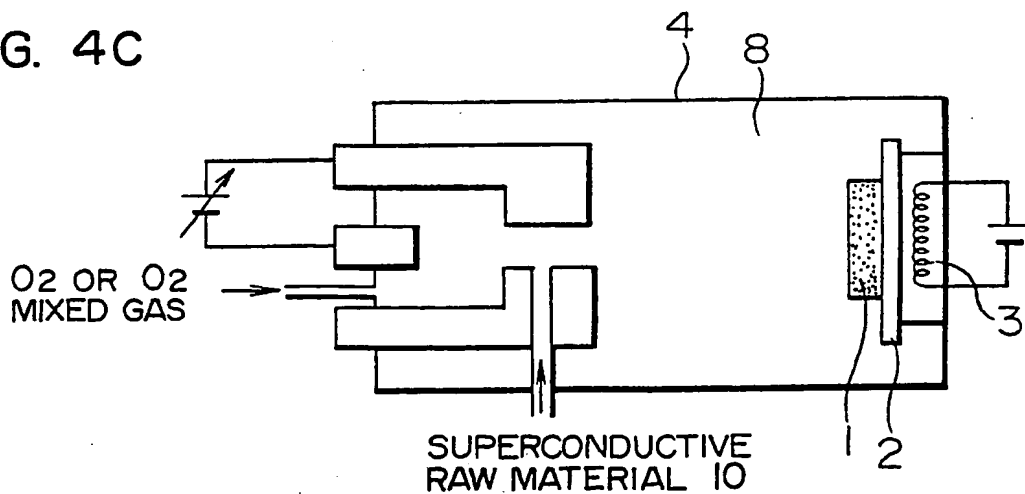 G. 4C
4
8
O2 OR O2
MIXED GAS
3
1
2
SUPERCONDUCTIVE
RAW MATERIAL 10